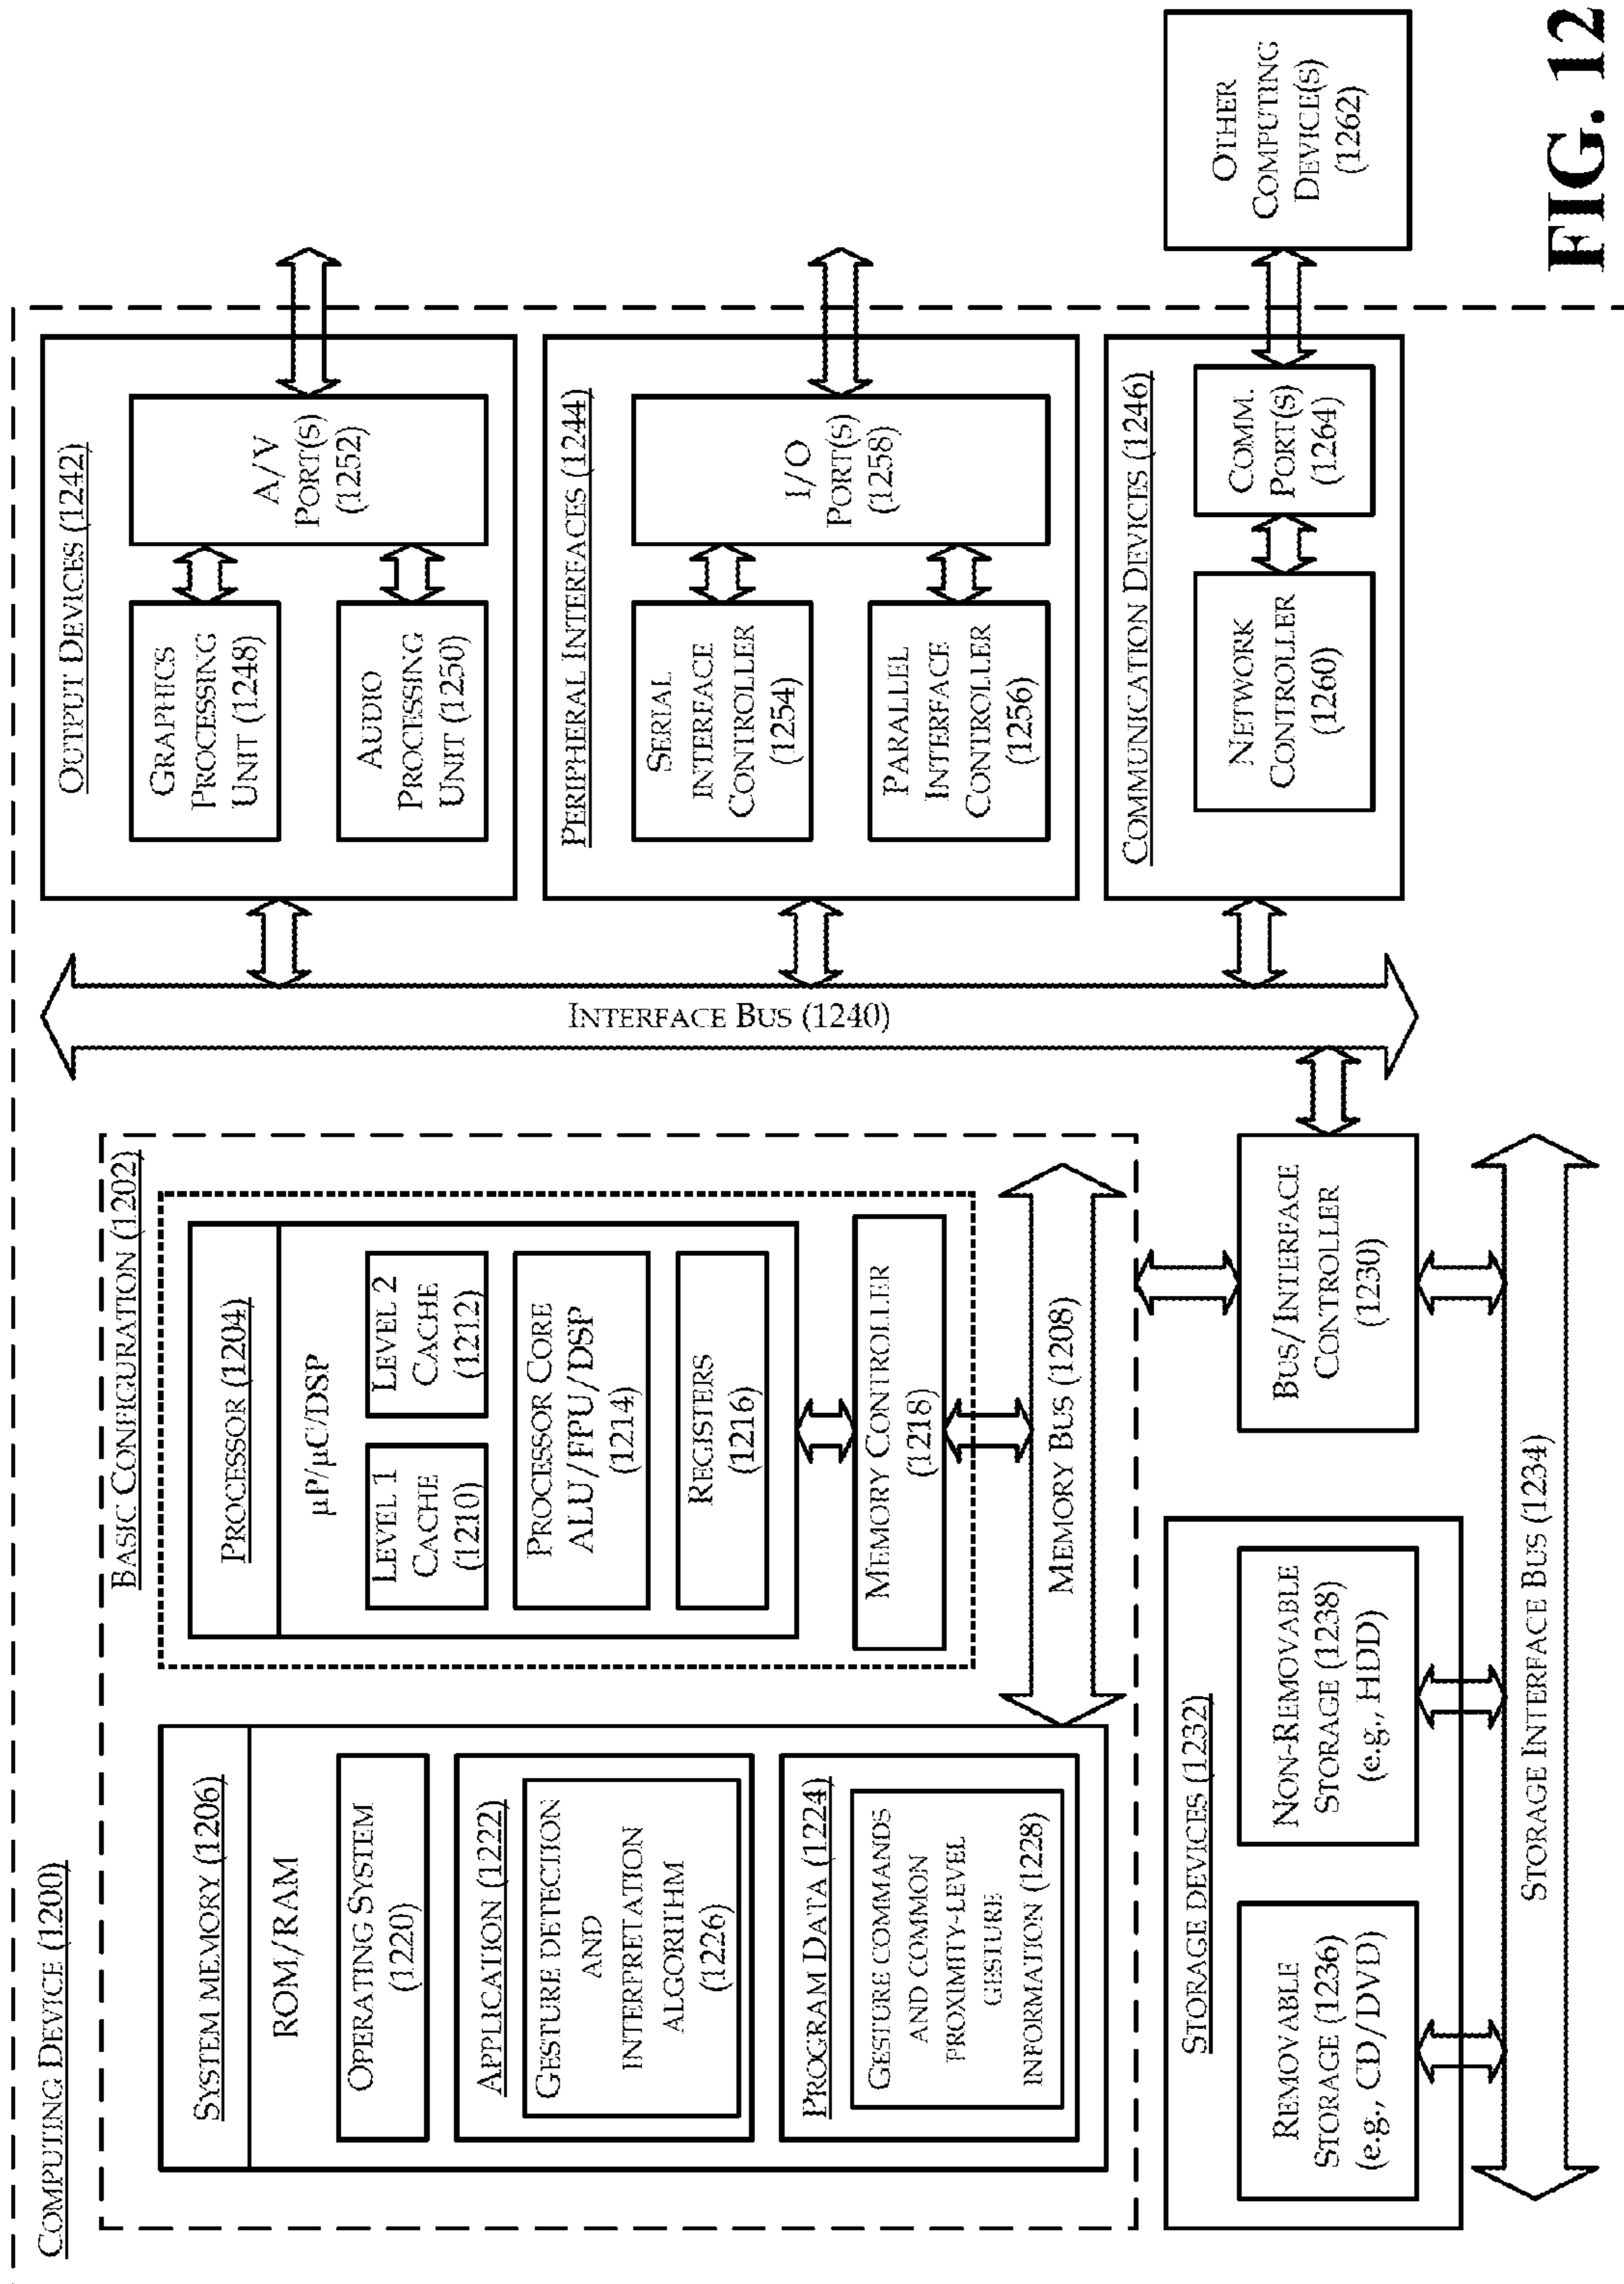 COMPUTING DEVICE (1200)
BASIC CONFIGURATION (1202)
SYSTEM MEMORY (1206)
ROM/RAM
OPERATING SYSTEM
(1220)
APPLICATION (1222)
GESTURE DETECTION
AND
INTERPRETATION
ALGORITHM
(1226)
PROGRAM DATA (1224)
GESTURE COMMANDS
AND COMMON
PROXIMITY-LEVEL
GESTURE
INFORMATION (1228)
PROCESSOR (1204)
µP/µC/DSP
LEVEL 1
CACHE
(1210)
LEVEL 2
CACHE
(1212)
PROCESSOR CORE
ALU/FPU/DSP
(1214)
REGISTERS
(1216)
MEMORY CONTROLLER
(1218)
MEMORY BUS (1208)
BUS/INTERFACE
CONTROLLER
(1230)
STORAGE DEVICES (1232)
REMOVABLE
STORAGE (1236)
(e.g., CD/DVD)
NON-REMOVABLE
STORAGE (1238)
(e.g., HDD)
STORAGE INTERFACE BUS (1234)
INTERFACE BUS (1240)
OUTPUT DEVICES (1242)
GRAPHICS
PROCESSING
UNIT (1248)
AUDIO
PROCESSING
UNIT (1250)
A/V
PORT(S)
(1252)
PERIPHERAL INTERFACES (1244)
SERIAL
INTERFACE
CONTROLLER
(1254)
PARALLEL
INTERFACE
CONTROLLER
(1256)
I/O
PORT(S)
(1258)
COMMUNICATION DEVICES (1246)
NETWORK
CONTROLLER
(1260)
COMM.
PORT(S)
(1264)
OTHER
COMPUTING
DEVICE(S)
(1262)
FIG. 12